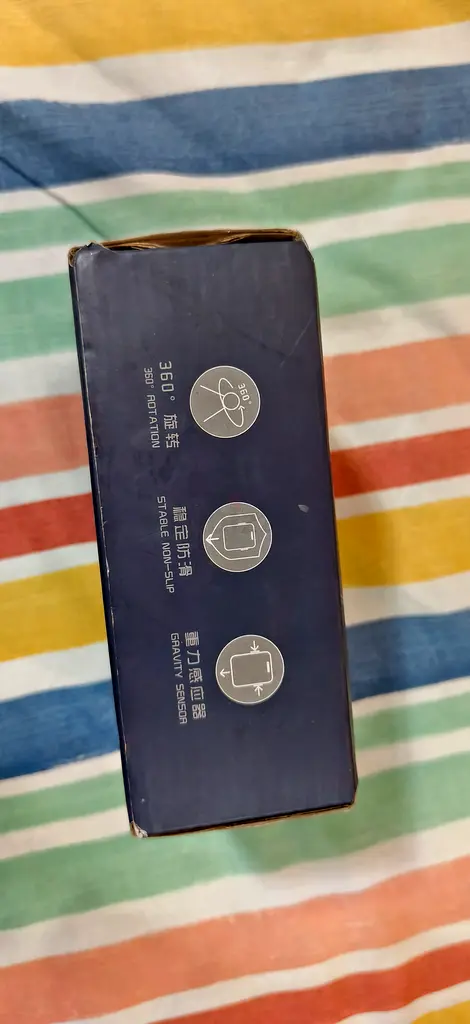 360°
360° 旋转
360° ROTATION
稳定防滑
STABLE NON-SLIP
重力感应器
GRAVITY SENSOR